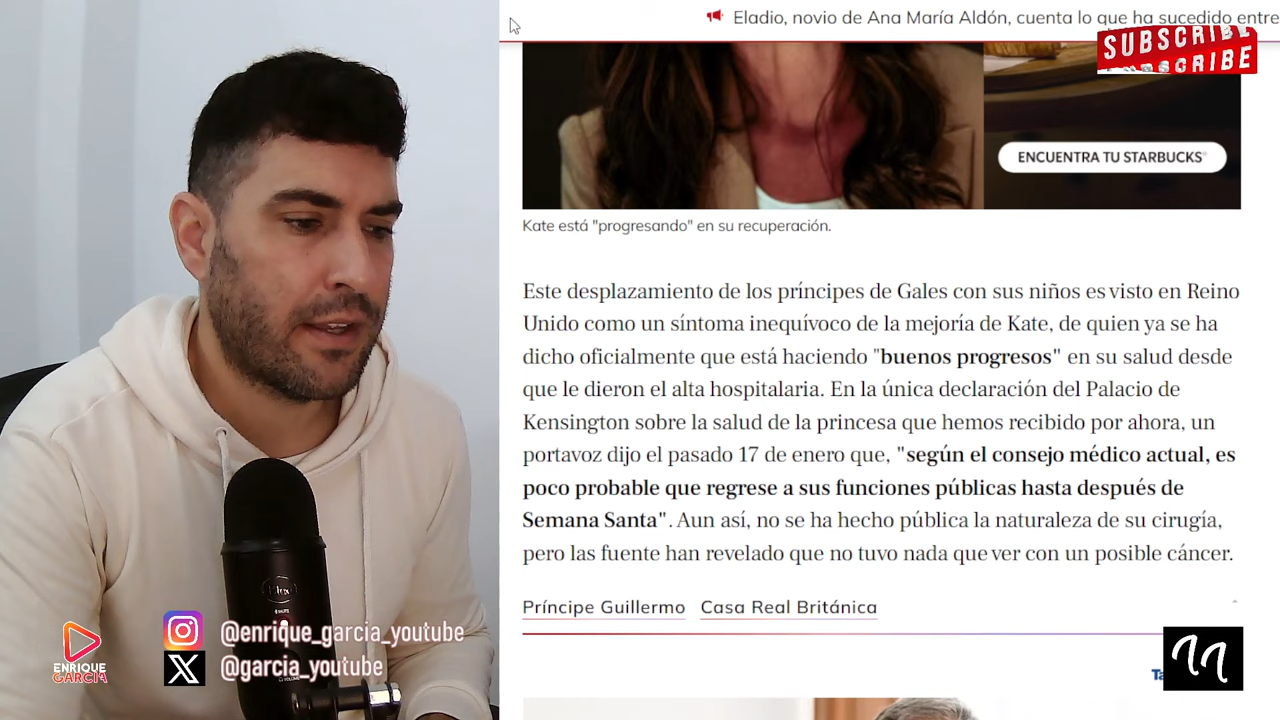 Eladio, novio de Ana María Aldón, cuenta lo que ha sucedido entre
SUBSCRIBE
SUBSCRIBE
ENCUENTRA TU STARBUCKS
Kate está "progresando" en su recuperación.
Este desplazamiento de los príncipes de Gales con sus niños es visto en Reino
Unido como un síntoma inequívoco de la mejoría de Kate, de quien ya se ha
dicho oficialmente que está haciendo "buenos progresos" en su salud desde
que le dieron el alta hospitalaria. En la única declaración del Palacio de
Kensington sobre la salud de la princesa que hemos recibido por ahora, un
portavoz dijo el pasado 17 de enero que, "según el consejo médico actual, es
poco probable que regrese a sus funciones públicas hasta después de
Semana Santa". Aun así, no se ha hecho pública la naturaleza de su cirugía,
pero las fuente han revelado que no tuvo nada que ver con un posible cáncer.
Príncipe Guillermo Casa Real Británica
blue
@enrique_garcia_youtube
@garcia_youtube
ENRIQUE
GARCIA